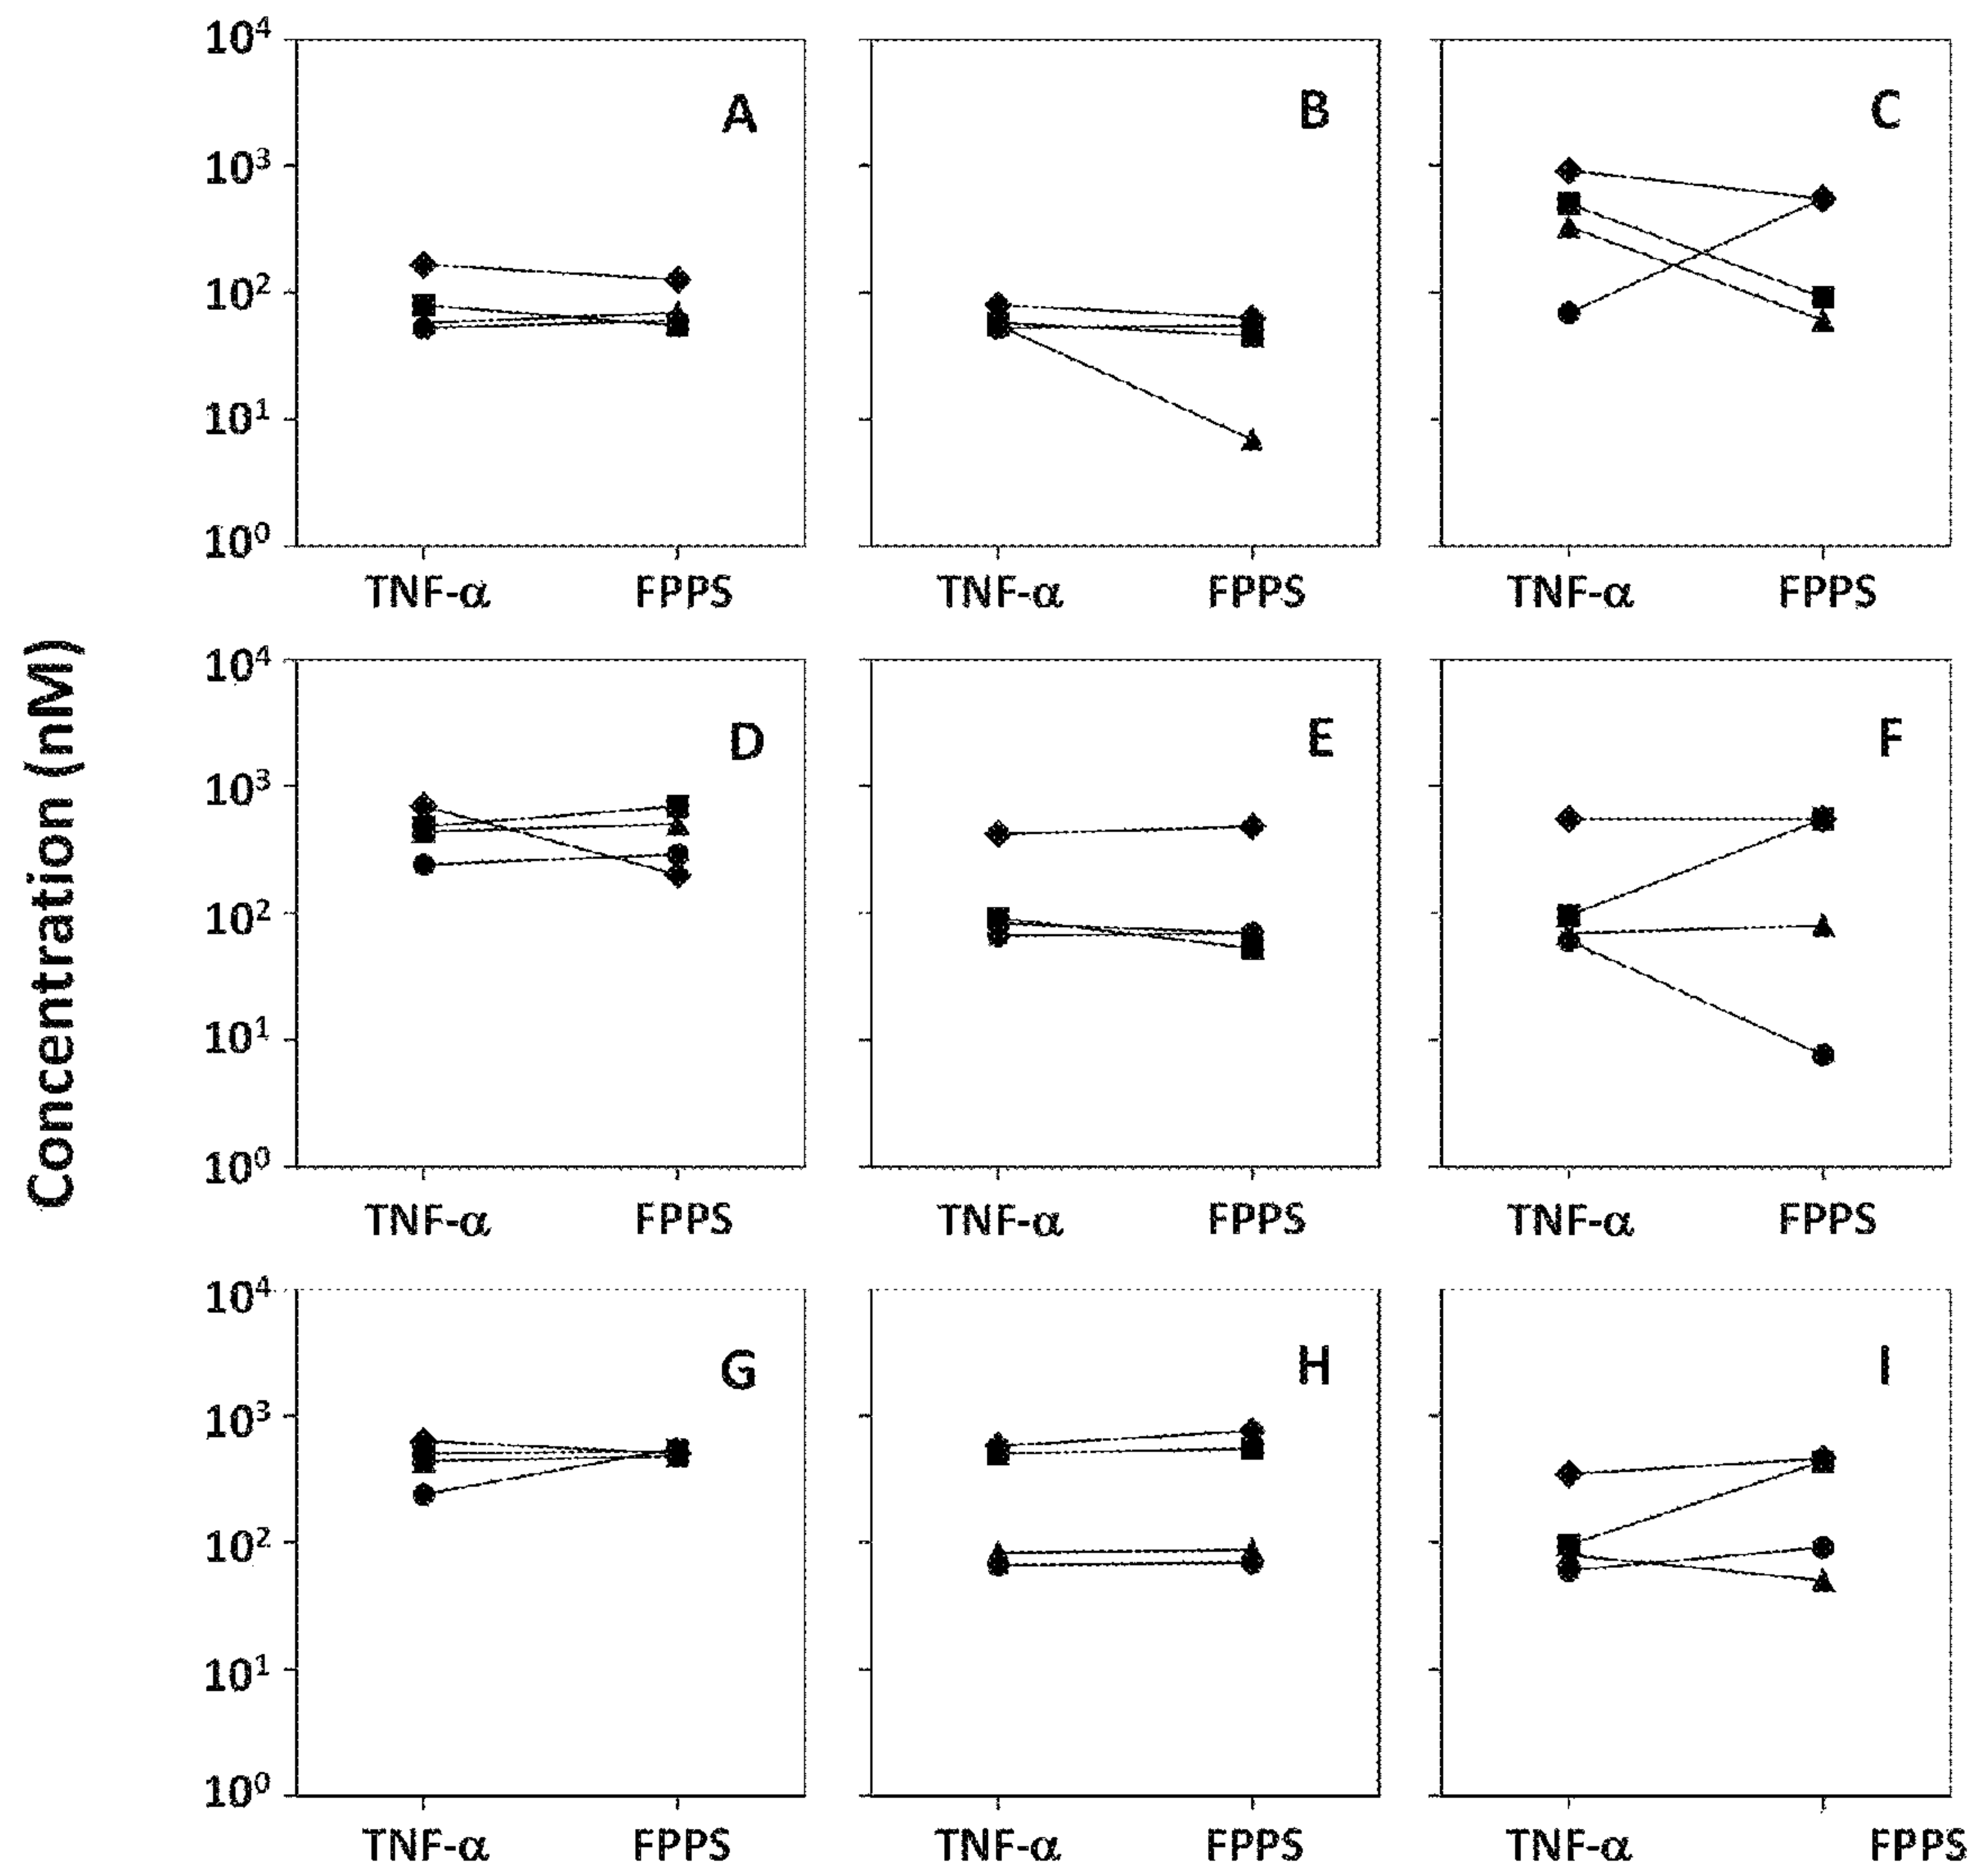 10⁴
10³
10²
10¹
10⁰
A
B
C
TNF-α FPPS
TNF-α FPPS
TNF-α FPPS
Concentration (nM)
10⁴
10³
10²
10¹
10⁰
D
E
F
TNF-α FPPS
TNF-α FPPS
TNF-α FPPS
10⁴
10³
10²
10¹
10⁰
G
H
I
TNF-α FPPS
TNF-α FPPS
TNF-α FPPS